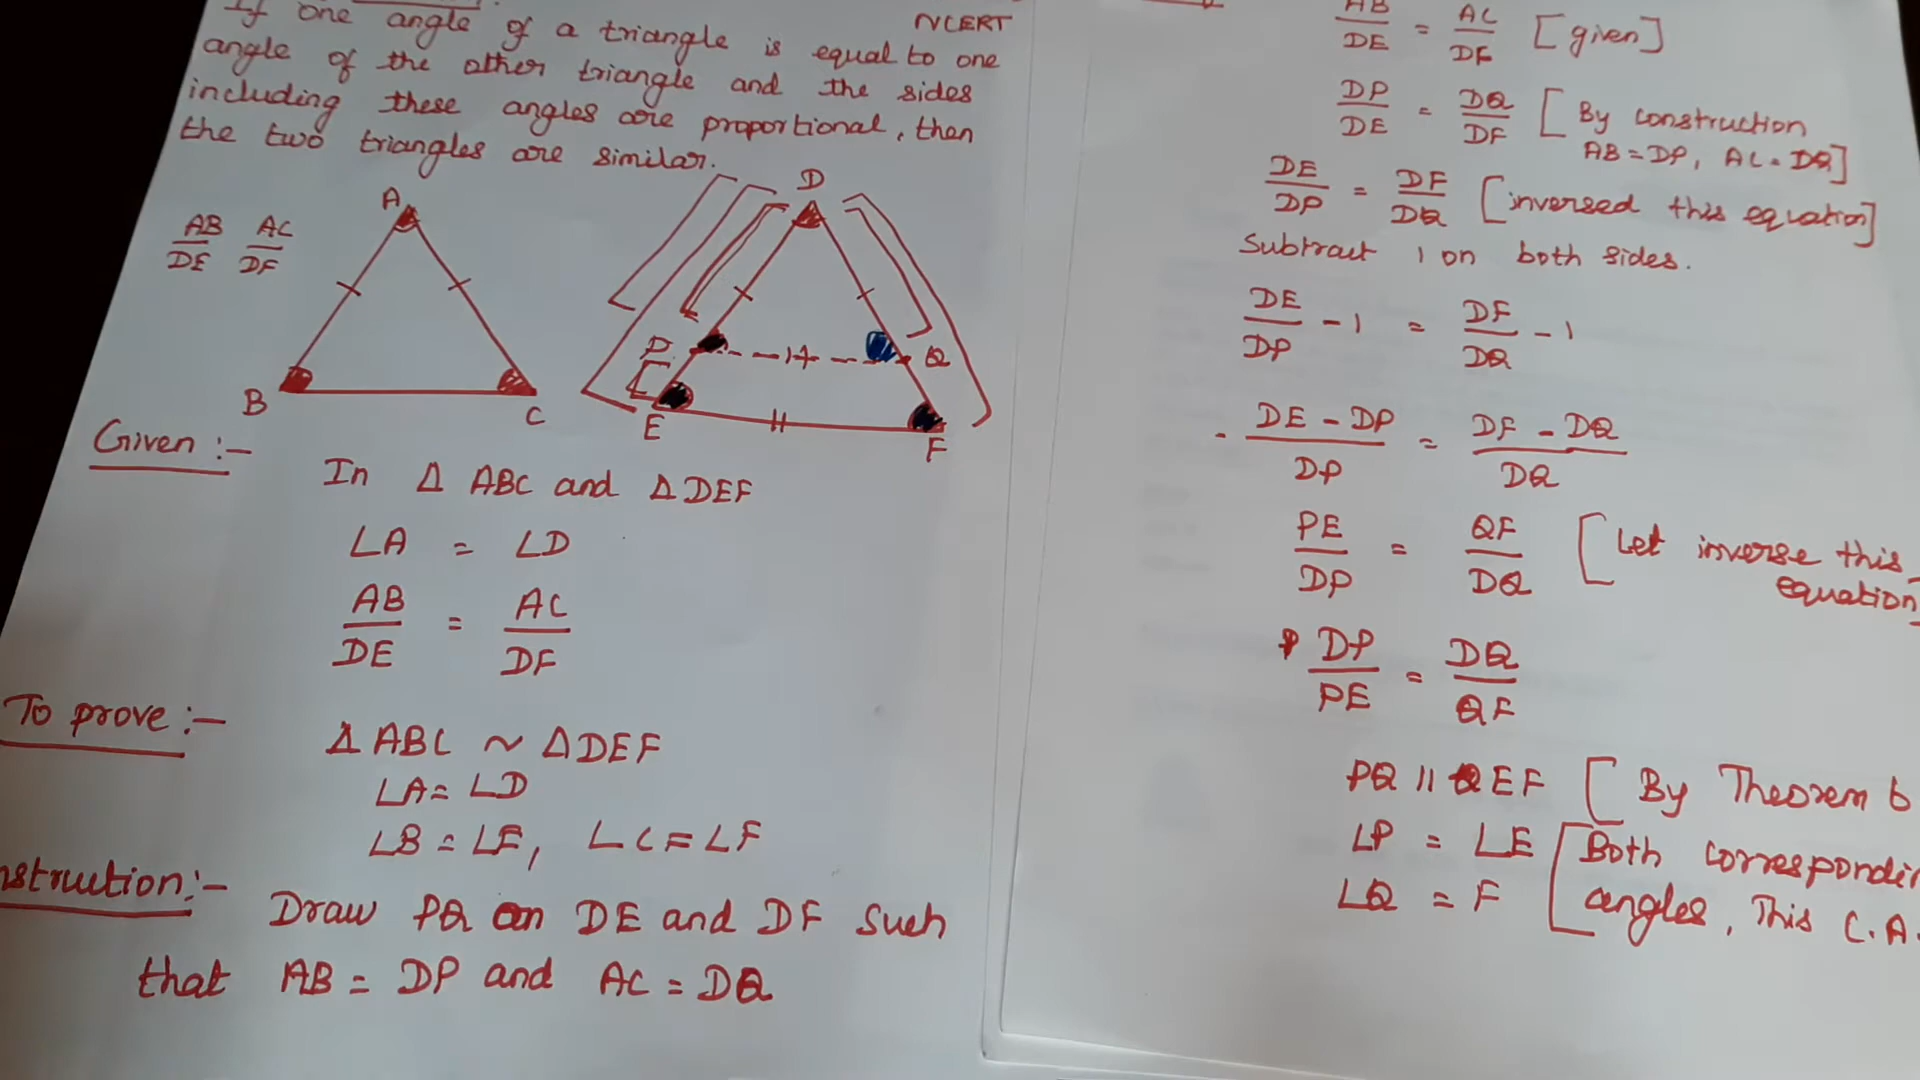 If one angle of a triangle is equal to one
NCERT
angle of the other triangle and the sides
including these angles are proportional, then
the two triangles are similar.
AB/DE AC/DF
A
B
C
D
P
Q
E
F
Given :-
In Δ ABC and Δ DEF
∠A = ∠D
AB/DE = AC/DF
To prove :-
Δ ABC ~ Δ DEF
∠A = ∠D
∠B = ∠E, ∠C = ∠F
nstruction:-
Draw PQ on DE and DF such
that AB = DP and AC = DQ
AB/DE = AC/DF [given]
DP/DE = DQ/DF [By construction
AB = DP, AC = DQ]
DE/DP = DF/DQ [inversed this equation]
Subtract 1 on both sides.
DE/DP - 1 = DF/DQ - 1
DE - DP/DP = DF - DQ/DQ
PE/DP = QF/DQ [Let inverse this
equation]
DP/PE = DQ/QF
PQ || EF [By Theorem 6
∠P = ∠E [Both correspondin
∠Q = F angles, This C.A.